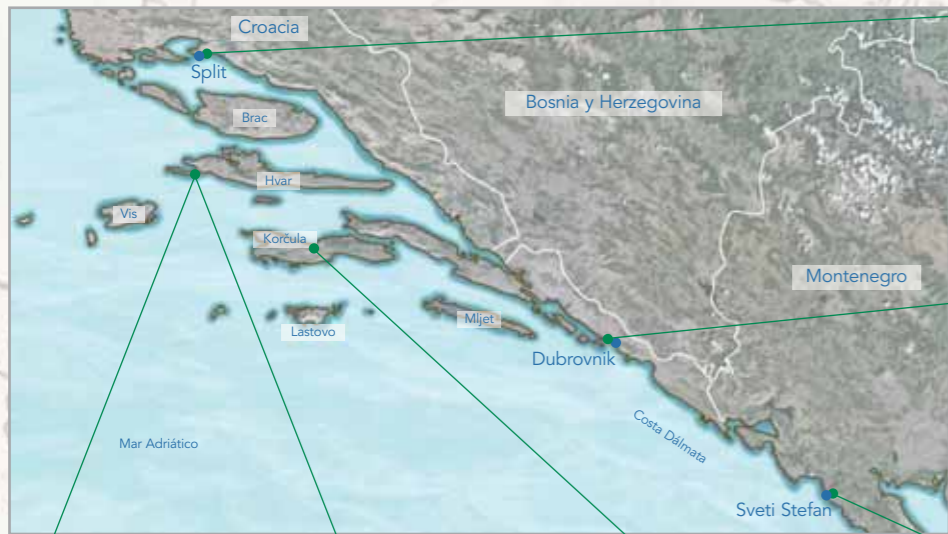 Croacia
Split
Bosnia y Herzegovina
Brac
Hvar
Vis
Korčula
Montenegro
Lastovo
Mljet
Dubrovnik
Costa Dálmata
Mar Adriático
Sveti Stefan